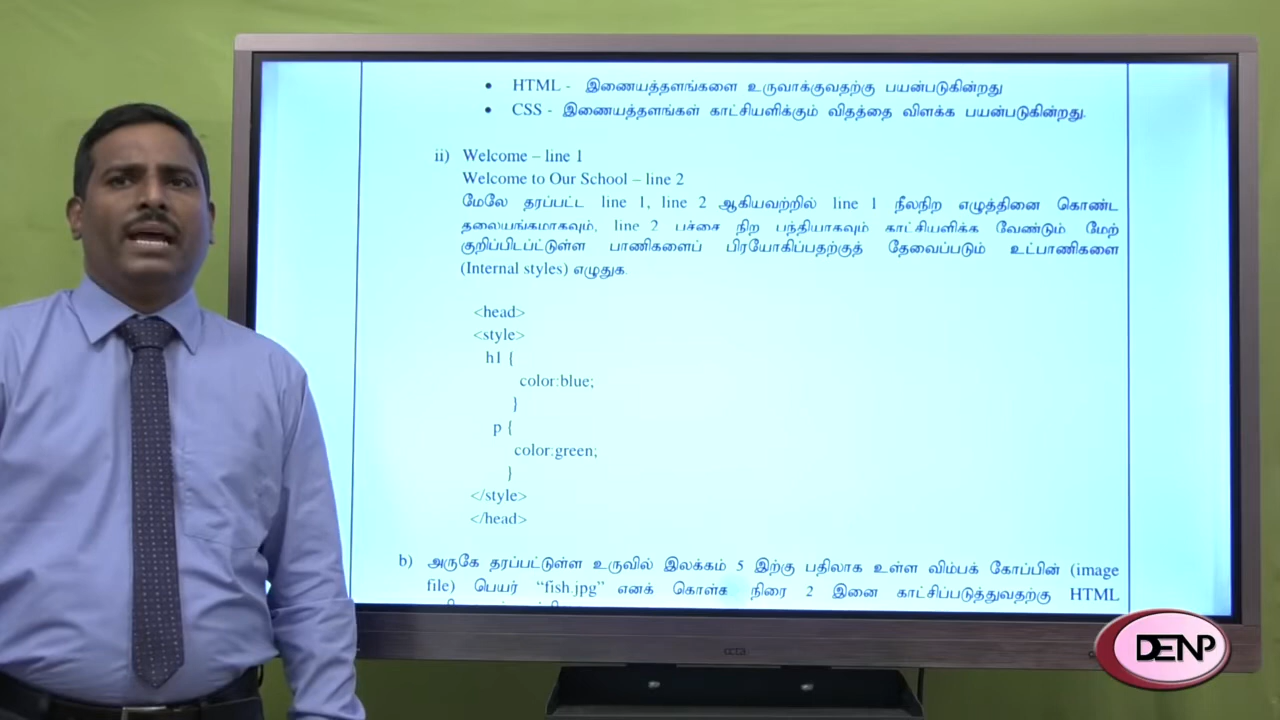 • HTML - இணையத்தளங்களை உருவாக்குவதற்கு பயன்படுகின்றது
• CSS - இணையத்தளங்கள் காட்சியளிக்கும் விதத்தை விளக்க பயன்படுகின்றது.
ii) Welcome – line 1
Welcome to Our School – line 2
மேலே தரப்பட்ட line 1, line 2 ஆகியவற்றில் line 1 நீலநிற எழுத்தினை கொண்ட
தலையங்கமாகவும், line 2 பச்சை நிற பந்தியாகவும் காட்சியளிக்க வேண்டும் மேற்
குறிப்பிடப்பட்டுள்ள பாணிகளைப் பிரயோகிப்பதற்குத் தேவைப்படும் உட்பாணிகளை
(Internal styles) எழுதுக.
<head>
<style>
h1 {
color:blue;
}
p {
color:green;
}
</style>
</head>
b) அருகே தரப்பட்டுள்ள உருவில் இலக்கம் 5 இற்கு பதிலாக உள்ள விம்பக் கோப்பின் (image
file) பெயர் “fish.jpg” எனக் கொள்க நிரை 2 இனை காட்சிப்படுத்துவதற்கு HTML
DENP